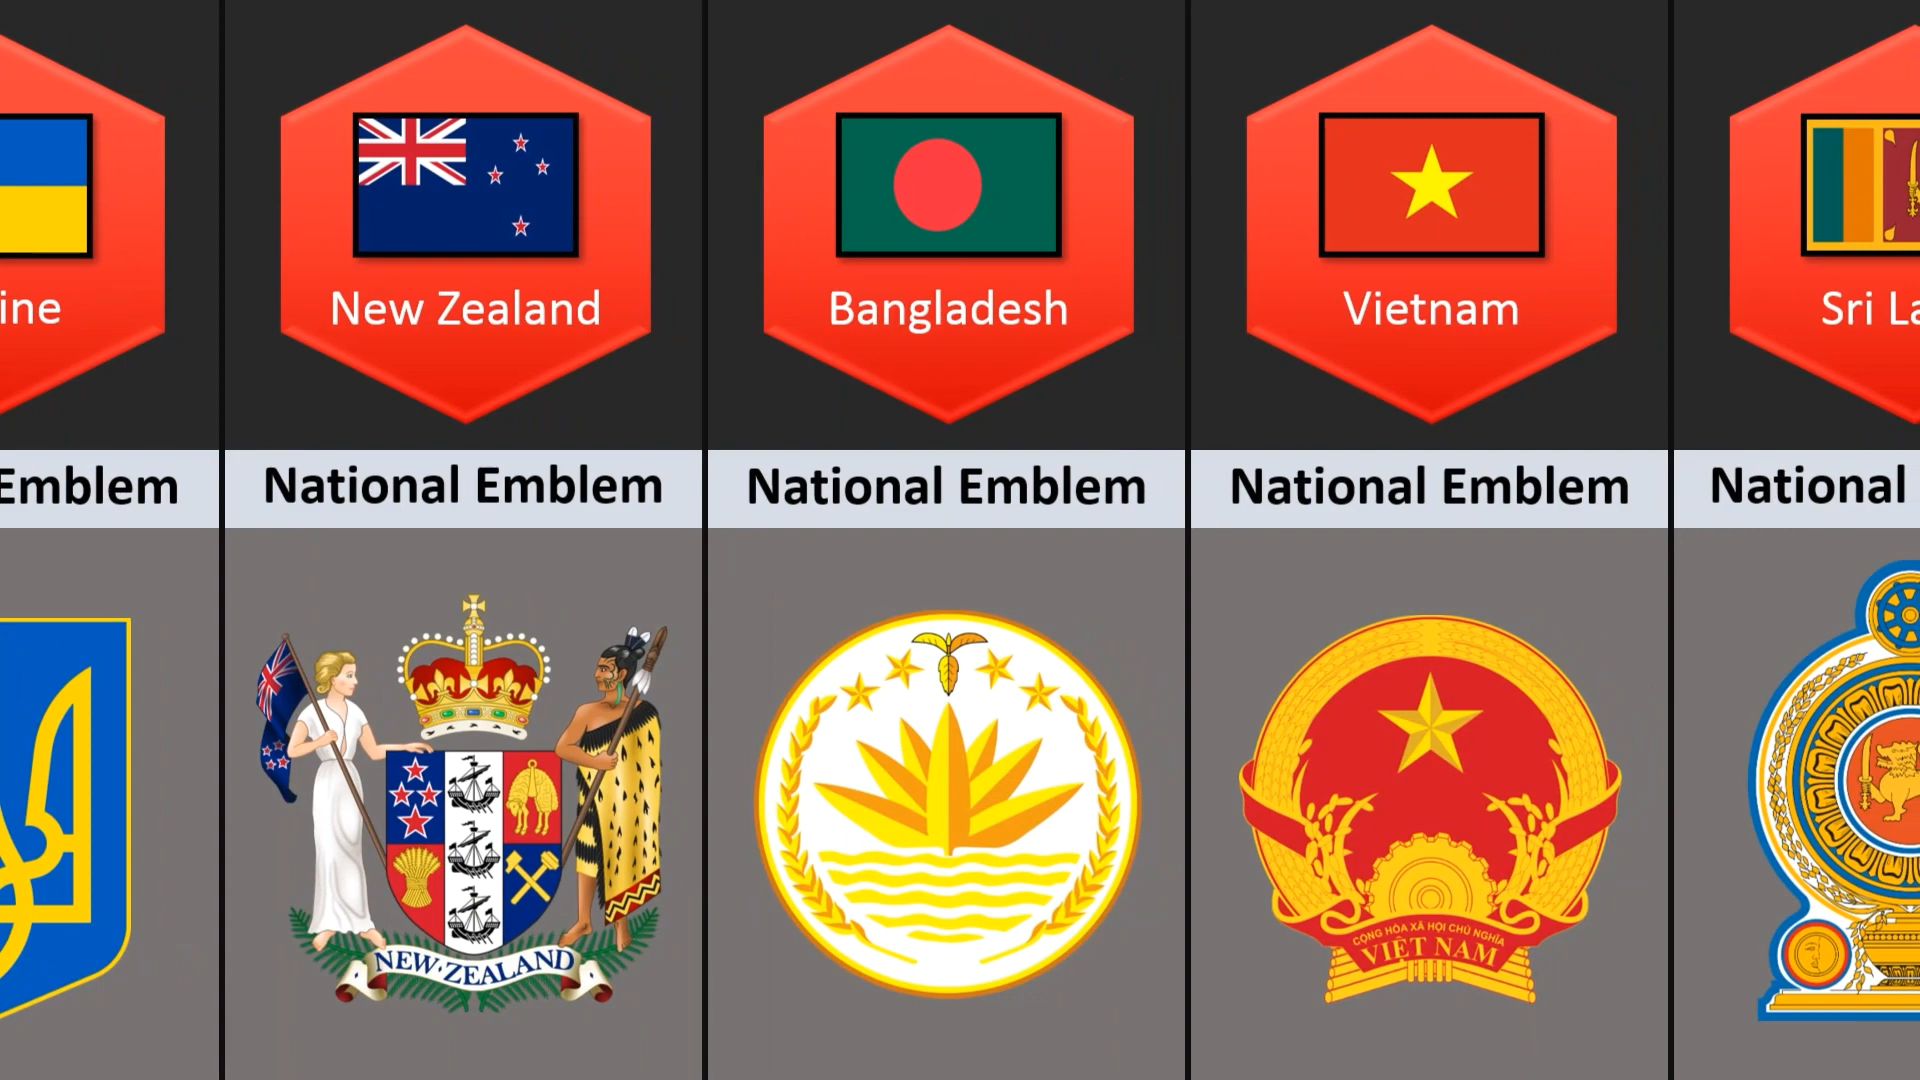 ine
New Zealand
Bangladesh
Vietnam
Sri La
Emblem
National Emblem
National Emblem
National Emblem
National
NEW·ZEALAND
CỘNG HÒA XÃ HỘI CHỦ NGHĨA
VIỆT NAM